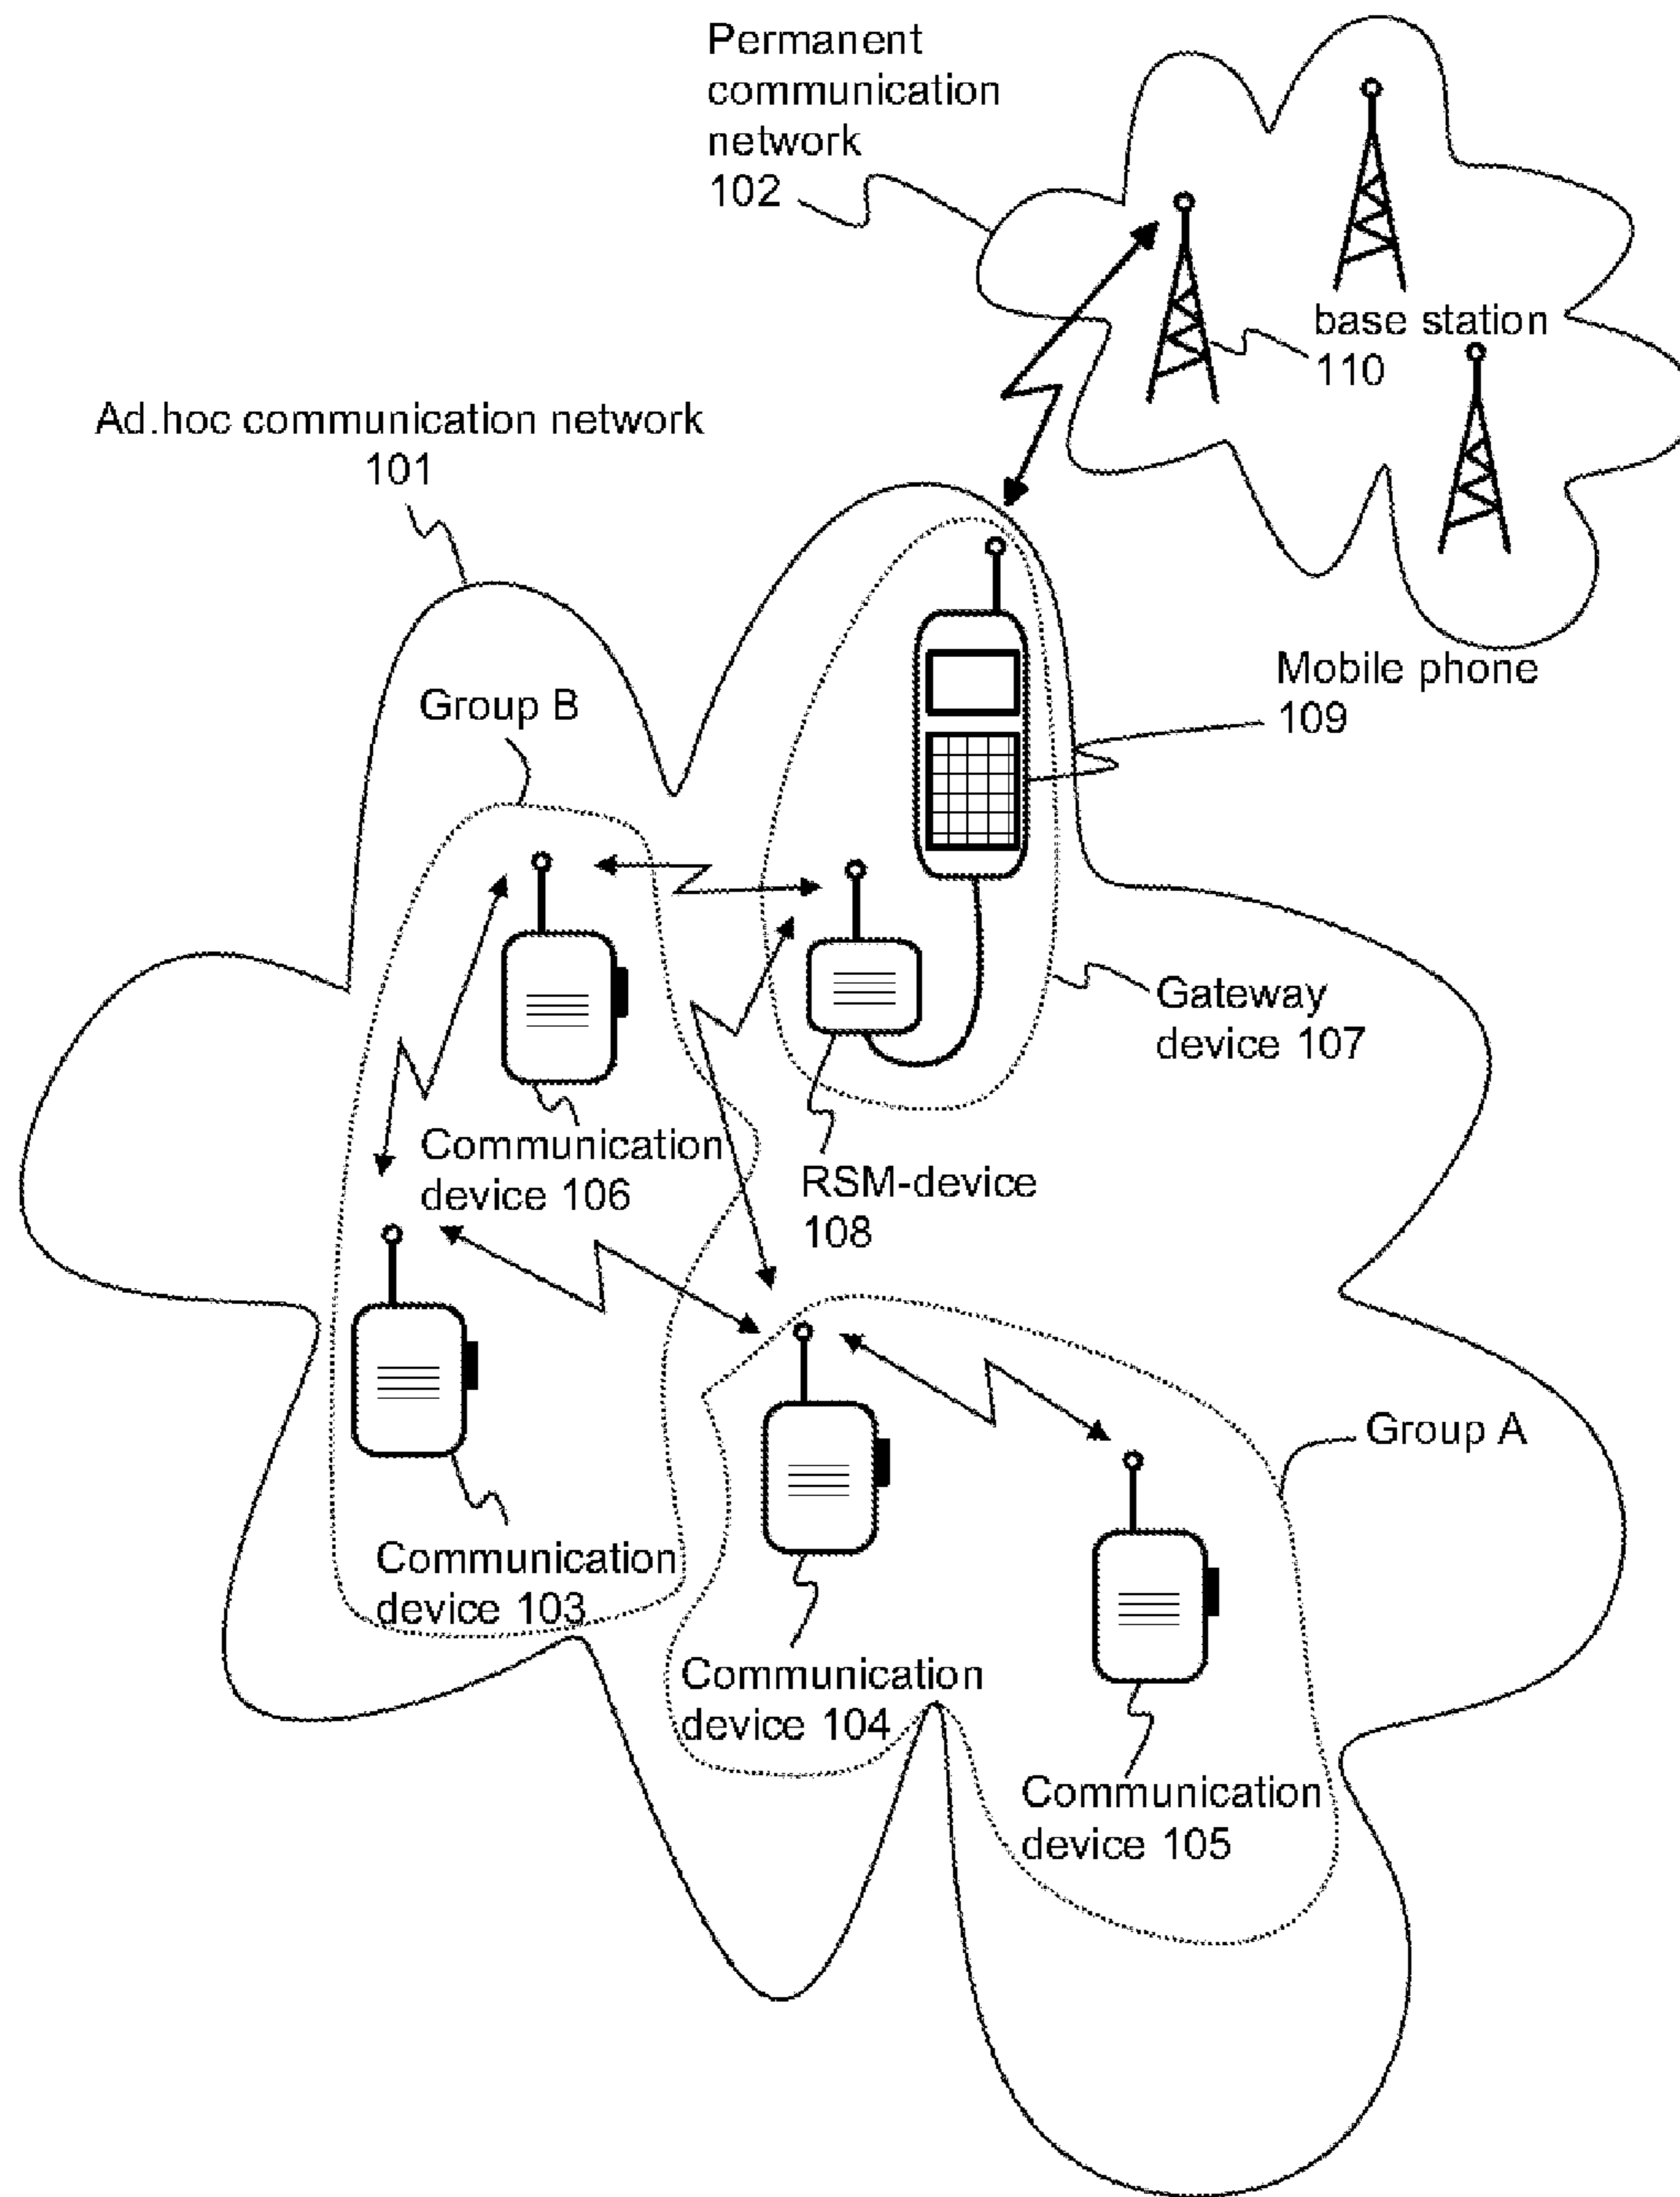 Permanent
communication
network
102
base station
110
Ad.hoc communication network
101
Mobile phone
109
Group B
Gateway
device 107
Communication
device 106
RSM-device
108
Group A
Communication
device 103
Communication
device 104
Communication
device 105